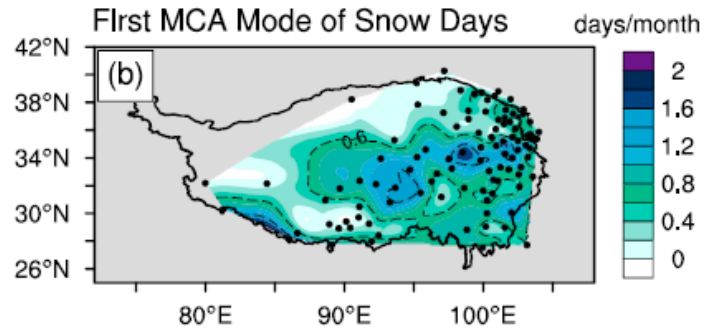 FIrst MCA Mode of Snow Days
days/month
(b)
42°N
38°N
34°N
30°N
26°N
80°E
90°E
100°E
0.6
2
1.6
1.2
0.8
0.4
0